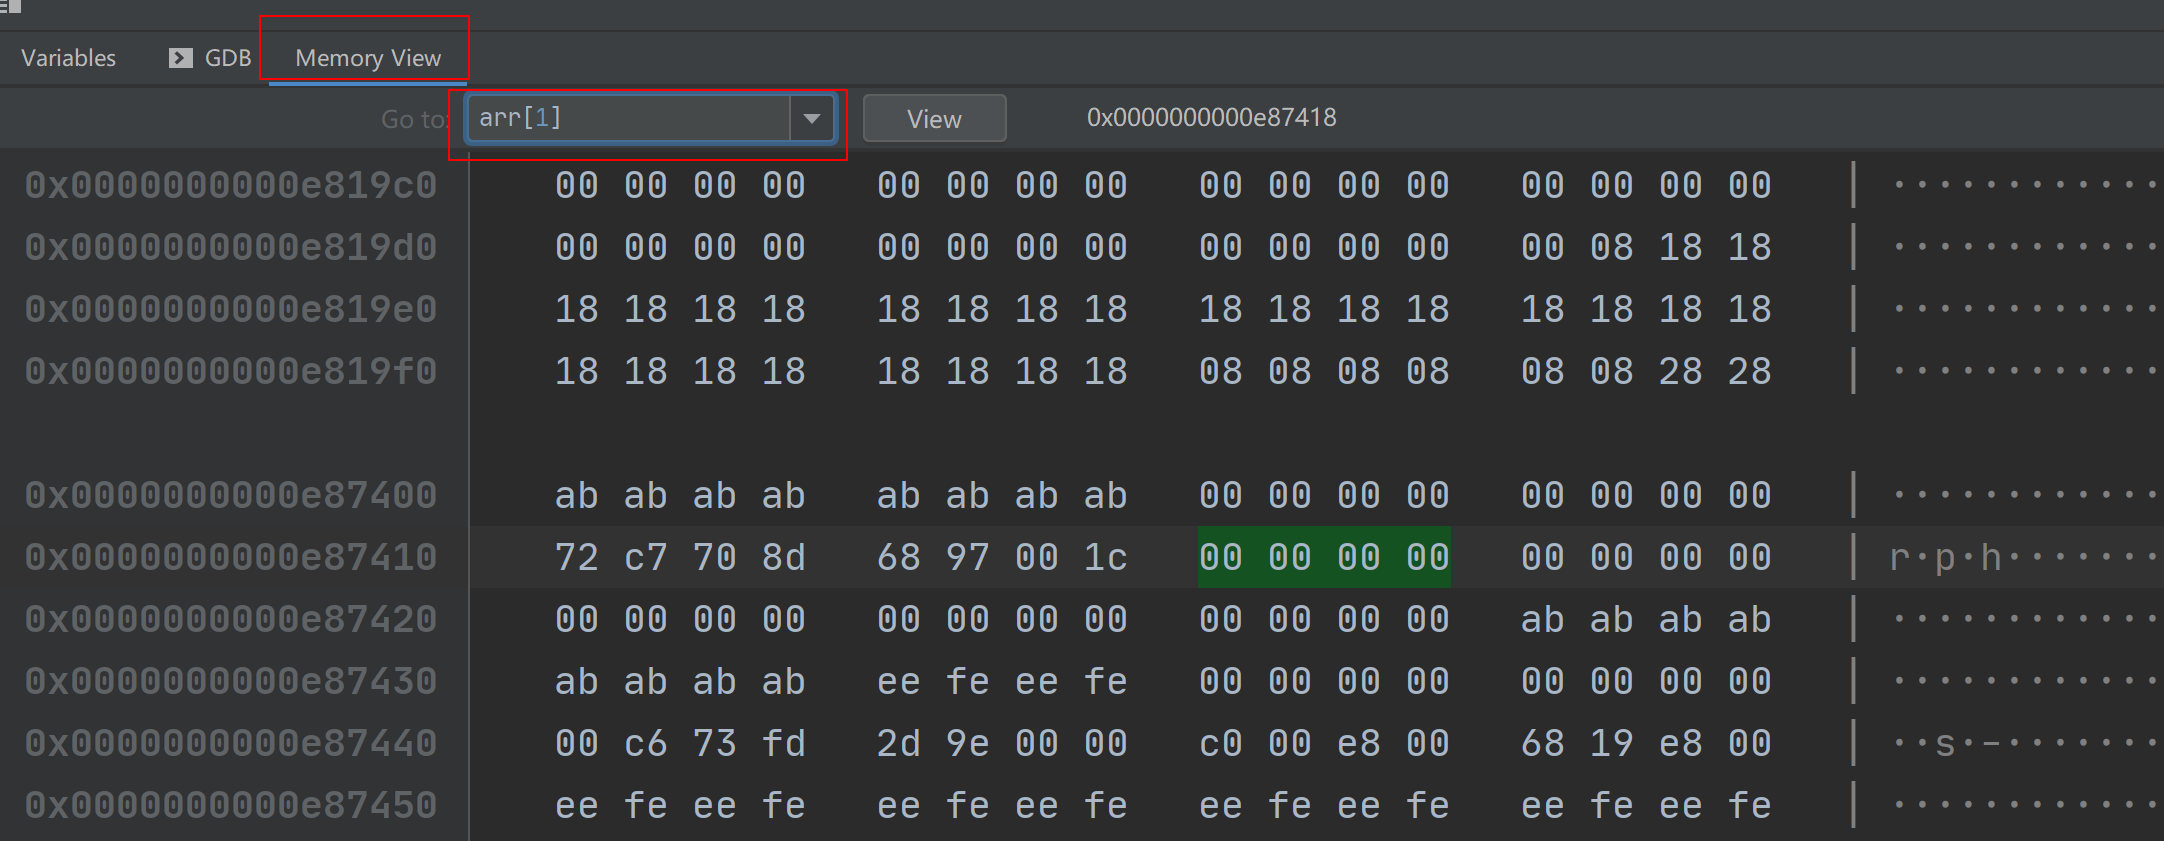 Variables GDB Memory View
Go to: arr[1] View 0x0000000000e87418
0x0000000000e819c0 00 00 00 00 00 00 00 00 00 00 00 00 00 00 00 00 | ············
0x0000000000e819d0 00 00 00 00 00 00 00 00 00 00 00 00 00 08 18 18 | ············
0x0000000000e819e0 18 18 18 18 18 18 18 18 18 18 18 18 18 18 18 18 | ············
0x0000000000e819f0 18 18 18 18 18 18 18 18 08 08 08 08 08 08 28 28 | ············
0x0000000000e87400 ab ab ab ab ab ab ab ab 00 00 00 00 00 00 00 00 | ············
0x0000000000e87410 72 c7 70 8d 68 97 00 1c 00 00 00 00 00 00 00 00 | r·p·h·······
0x0000000000e87420 00 00 00 00 00 00 00 00 00 00 00 00 ab ab ab ab | ············
0x0000000000e87430 ab ab ab ab ee fe ee fe 00 00 00 00 00 00 00 00 | ············
0x0000000000e87440 00 c6 73 fd 2d 9e 00 00 c0 00 e8 00 68 19 e8 00 | ··s·-·······
0x0000000000e87450 ee fe ee fe ee fe ee fe ee fe ee fe ee fe ee fe | ············